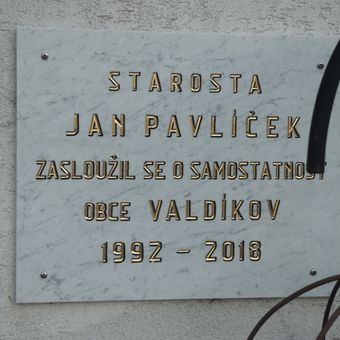 STAROSTA
JAN PAVLÍČEK
ZASLOUŽIL SE O SAMOSTATNOST
OBCE VALDÍKOV
1992 - 2018